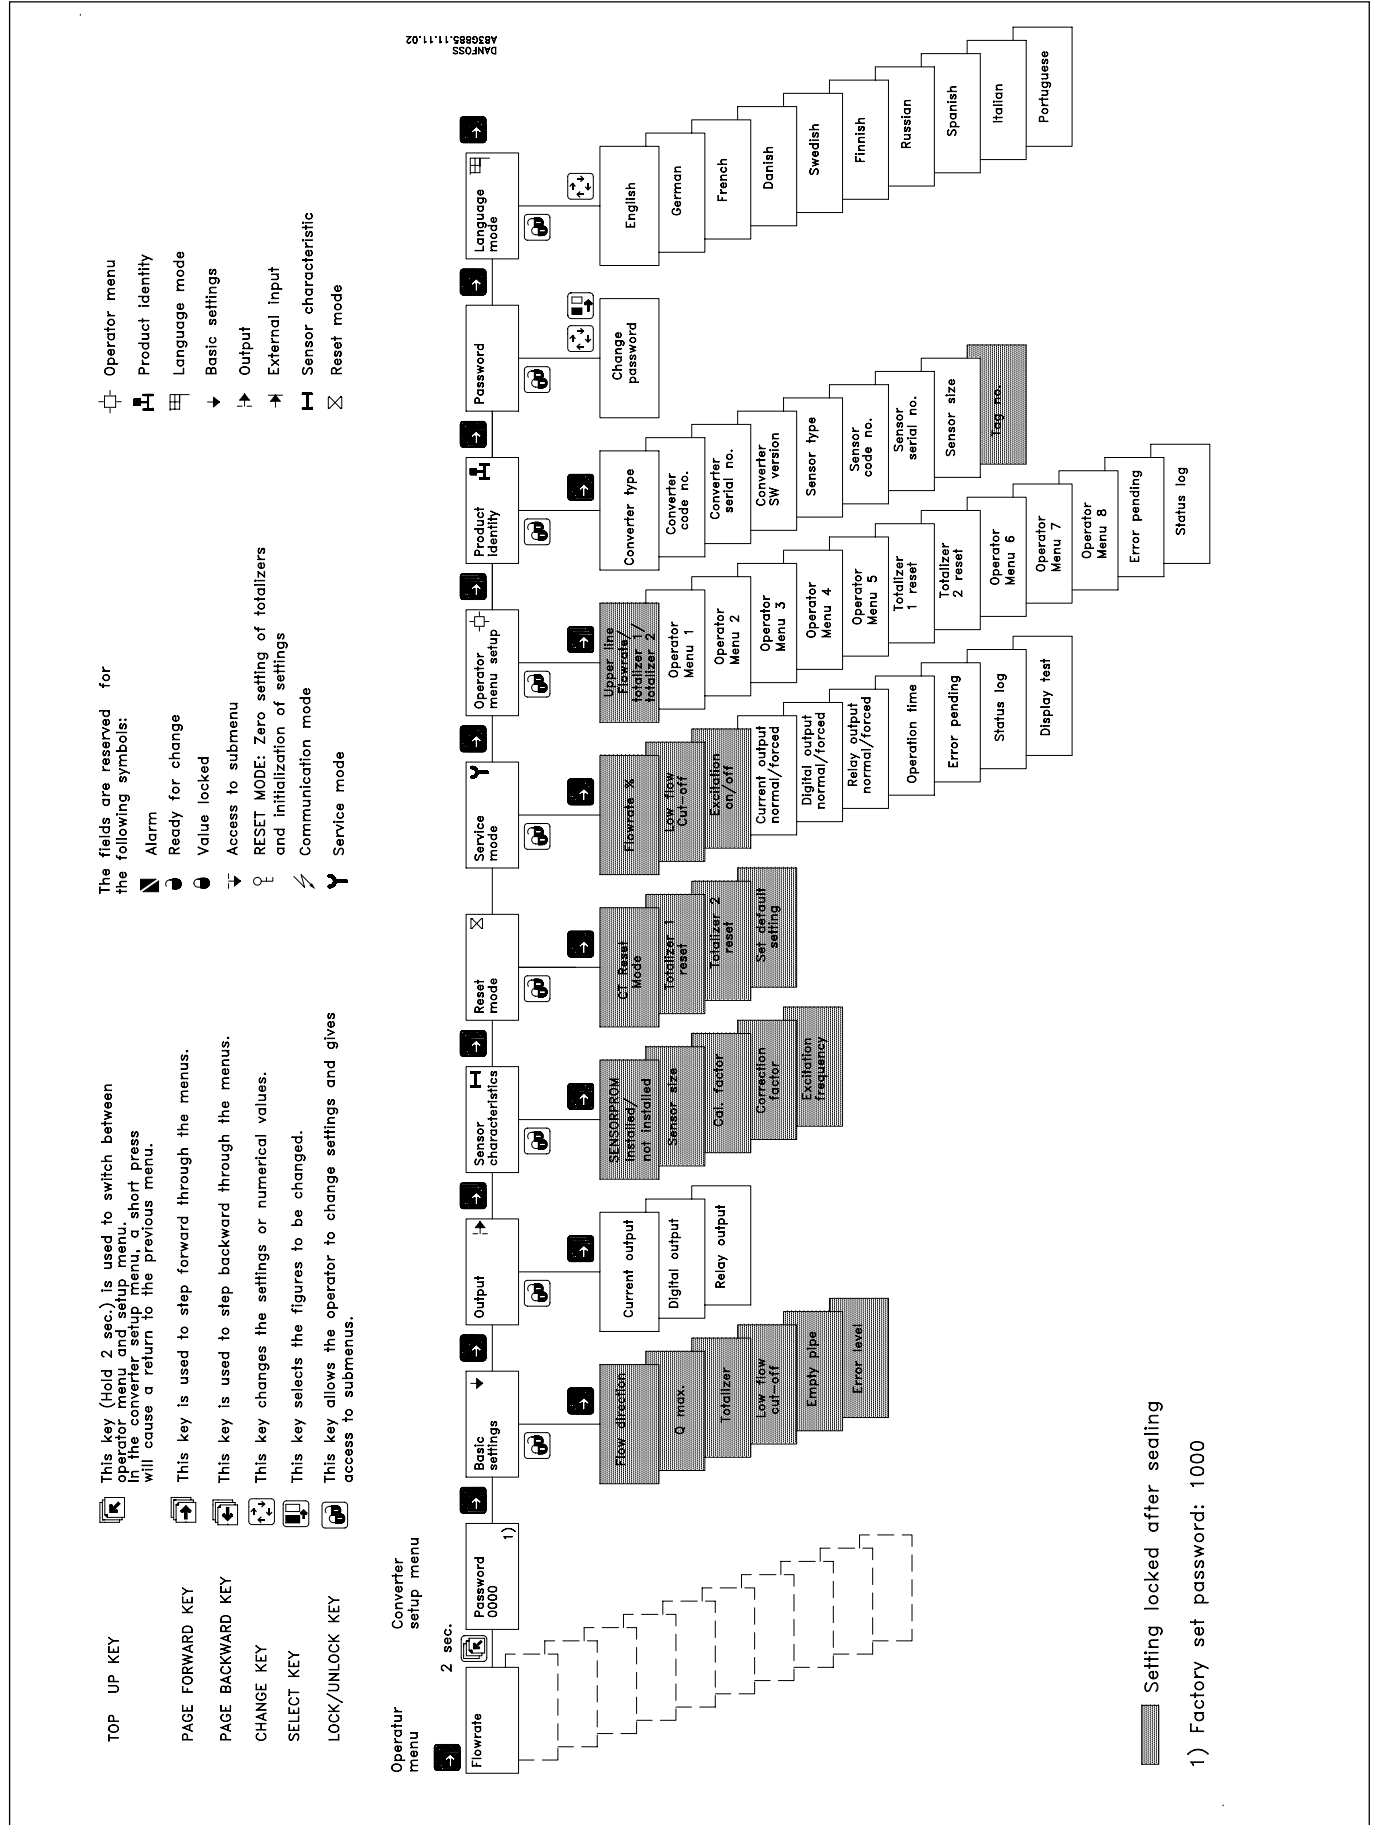 TOP UP KEY
This key (Hold 2 sec.) is used to switch between
operator menu and setup menu.
In the converter setup menu, a short press
will cause a return to the previous menu.
PAGE FORWARD KEY
This key is used to step forward through the menus.
PAGE BACKWARD KEY
This key is used to step backward through the menus.
CHANGE KEY
This key changes the settings or numerical values.
SELECT KEY
This key selects the figures to be changed.
LOCK/UNLOCK KEY
This key allows the operator to change settings and gives
access to submenus.
The fields are reserved for
the following symbols:
Alarm
Ready for change
Value locked
Access to submenu
RESET MODE: Zero setting of totalizers
and initialization of settings
Communication mode
Service mode
Operator menu
Product identity
Language mode
Basic settings
Output
External input
Sensor characteristic
Reset mode
DANFOSS
A83G885.11.11.02
Operatur
menu
2 sec.
Converter
setup menu
Flowrate
Password
0000
1)
Basic
settings
Flow direction
Q max.
Totalizer
Low flow
cut-off
Empty pipe
Error level
Output
Current output
Digital output
Relay output
Sensor
characteristics
SENSORPROM
installed/
not installed
Sensor size
Cal. factor
Correction
factor
Excitation
frequency
Reset
mode
CT Reset
Mode
Totalizer 1
reset
Totalizer 2
reset
Set default
setting
Service
mode
Flowrate %
Low flow
Cut-off
Excitation
on/off
Current output
normal/forced
Digital output
normal/forced
Relay output
normal/forced
Operation time
Error pending
Status log
Display test
Operator
menu setup
Upper line
Flowrate/
totalizer 1/
totalizer 2
Operator
Menu 1
Operator
Menu 2
Operator
Menu 3
Operator
Menu 4
Operator
Menu 5
Totalizer
1 reset
Totalizer
2 reset
Operator
Menu 6
Operator
Menu 7
Operator
Menu 8
Error pending
Status log
Product
identity
Converter type
Converter
code no.
Converter
serial no.
Converter
SW version
Sensor type
Sensor
code no.
Sensor
serial no.
Sensor size
Tag no.
Password
Change
password
Language
mode
English
German
French
Danish
Swedish
Finnish
Russian
Spanish
Italian
Portuguese
Setting locked after sealing
1) Factory set password: 1000